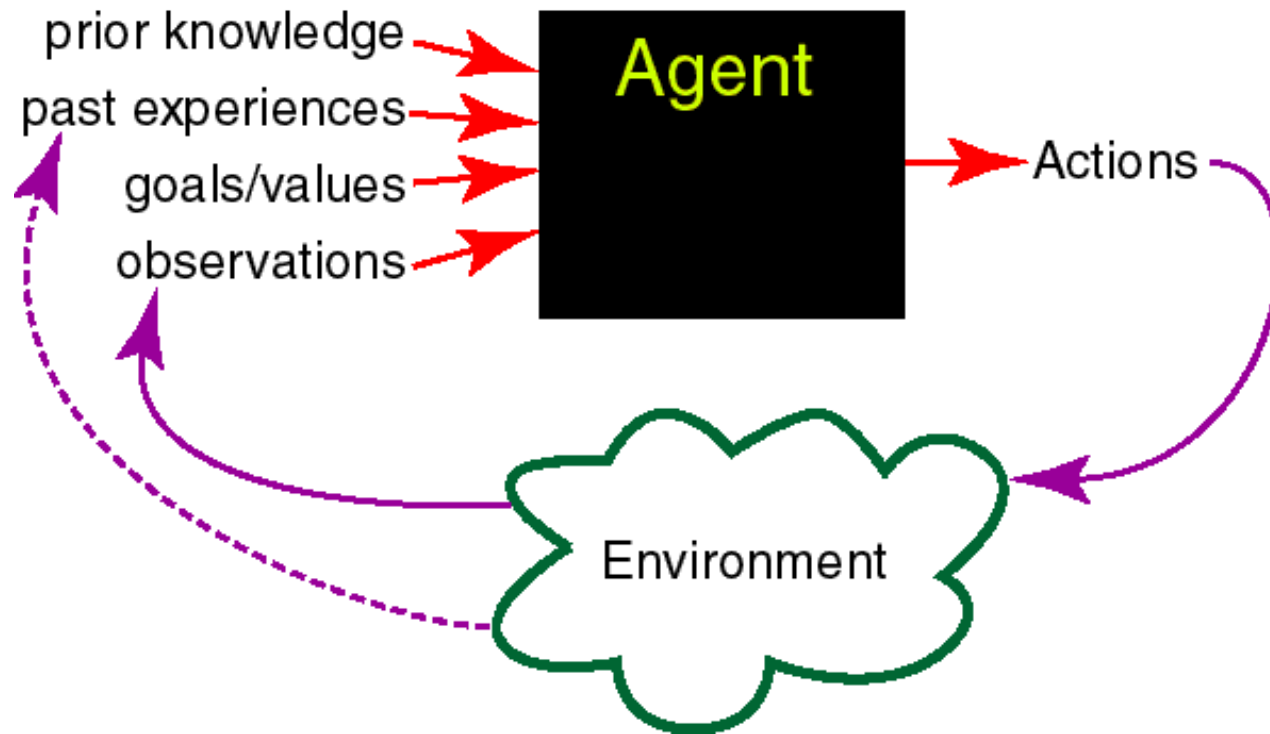 prior knowledge
past experiences
goals/values
observations
Agent
Actions
Environment